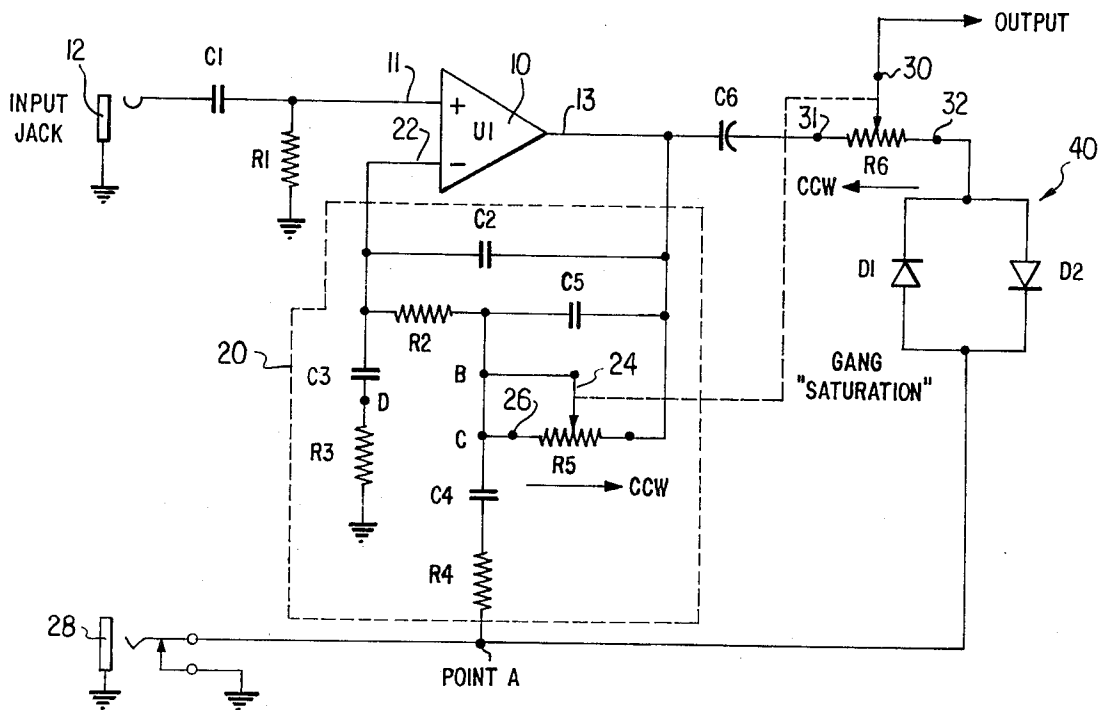 OUTPUT
12
C1
11
10
30
INPUT
JACK
+
U1
13
C6
31
32
22
R1
−
R6
40
CCW
C2
D1
D2
C5
20
R2
GANG
"SATURATION"
C3
B
24
D
26
C
R3
R5
C4
CCW
R4
28
POINT A